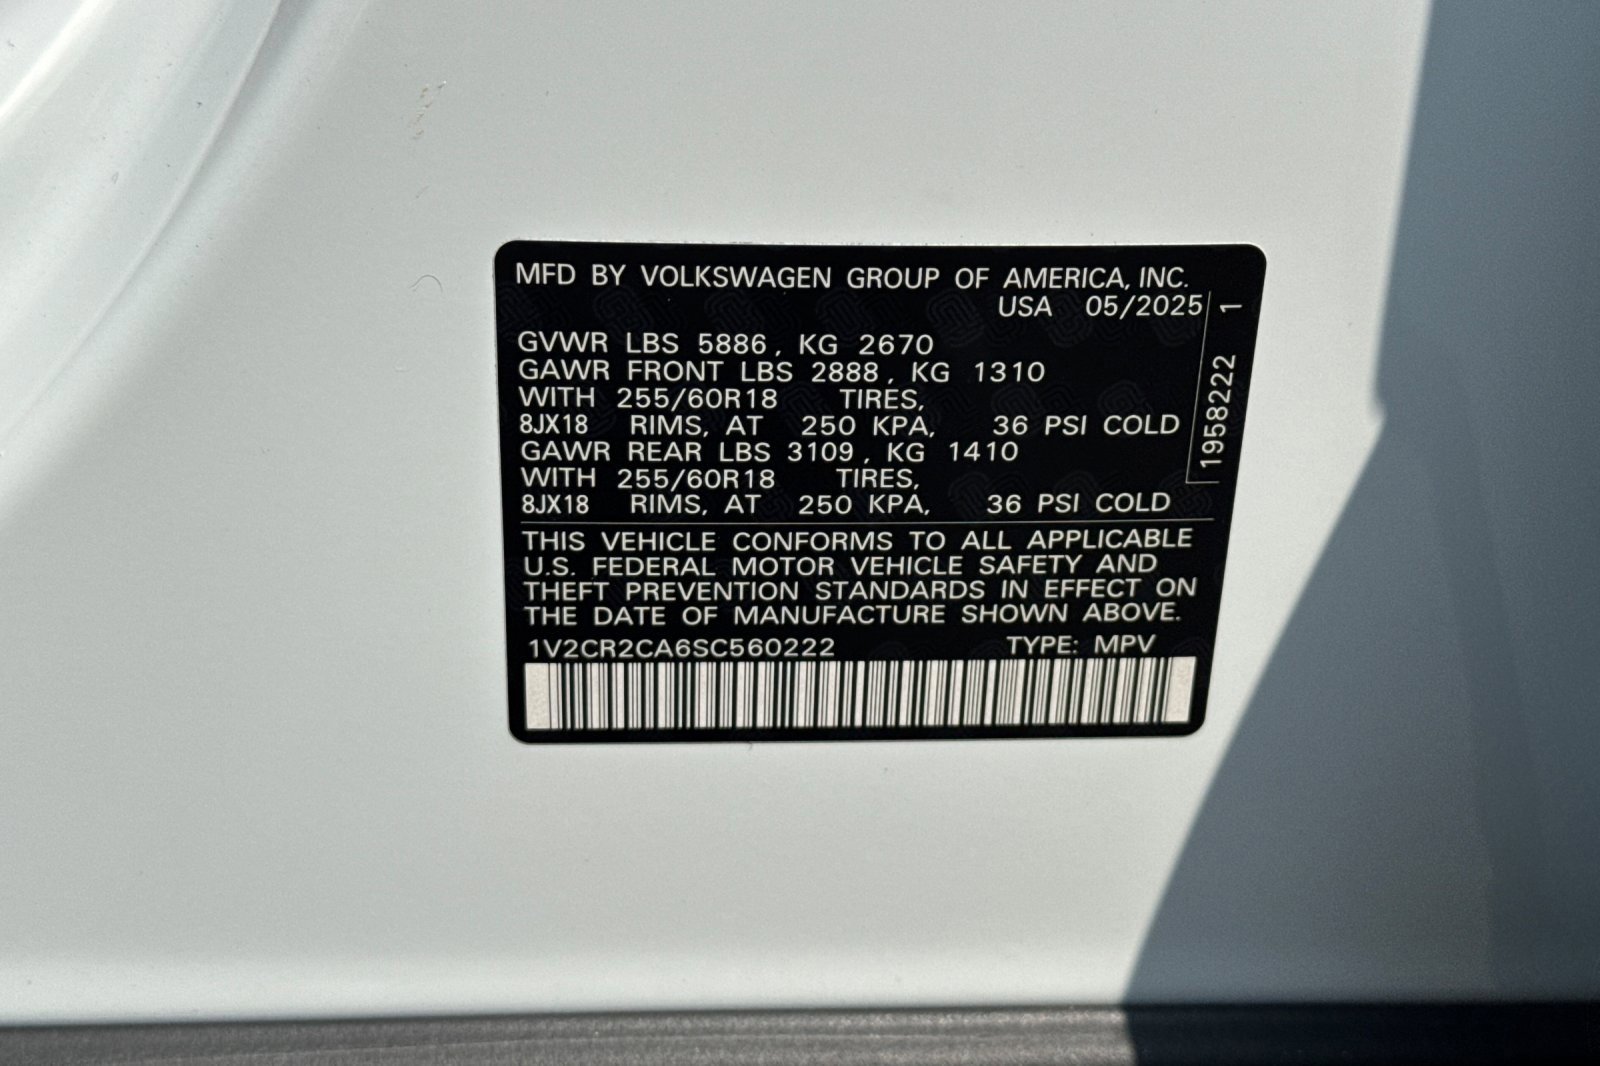 MFD BY VOLKSWAGEN GROUP OF AMERICA, INC.
USA 05/2025
GVWR LBS 5886, KG 2670
GAWR FRONT LBS 2888, KG 1310
WITH 255/60R18 TIRES,
8JX18 RIMS, AT 250 KPA, 36 PSI COLD
GAWR REAR LBS 3109, KG 1410
WITH 255/60R18 TIRES,
8JX18 RIMS, AT 250 KPA, 36 PSI COLD
1958222 1
THIS VEHICLE CONFORMS TO ALL APPLICABLE
U.S. FEDERAL MOTOR VEHICLE SAFETY AND
THEFT PREVENTION STANDARDS IN EFFECT ON
THE DATE OF MANUFACTURE SHOWN ABOVE.
1V2CR2CA6SC560222 TYPE: MPV